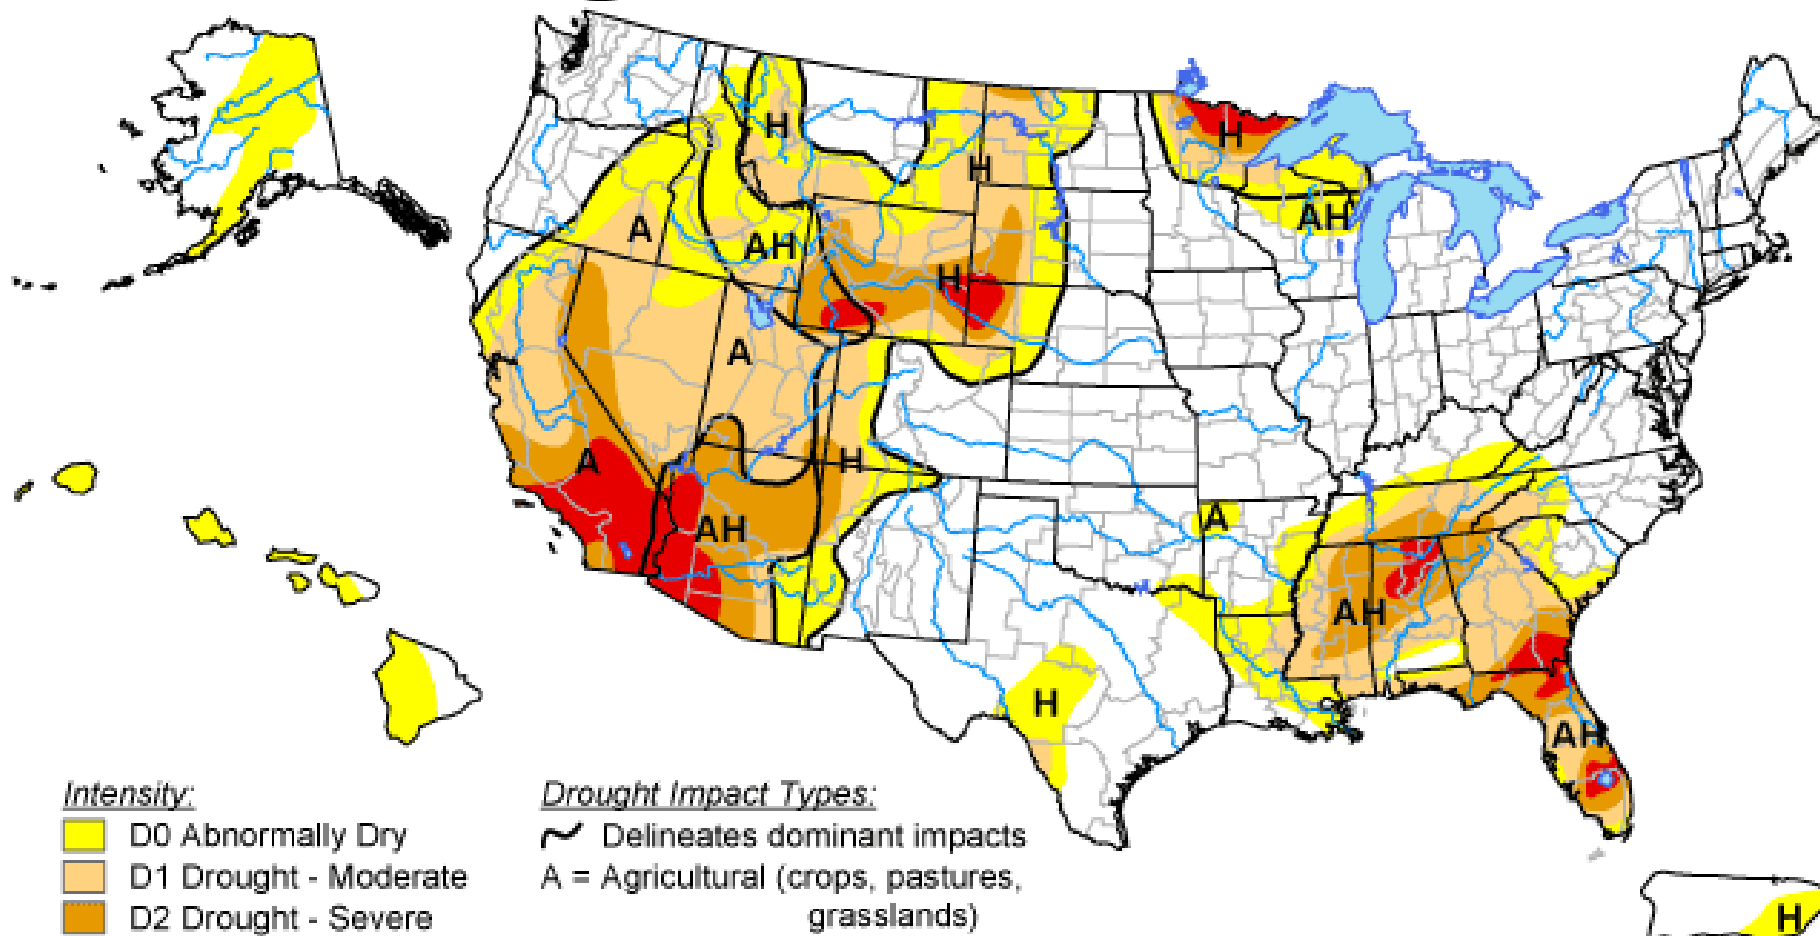 H
H
H
A
AH
AH
H
A
A
H
A
AH
AH
H
AH
H
Intensity:
D0 Abnormally Dry
D1 Drought - Moderate
D2 Drought - Severe
Drought Impact Types:
Delineates dominant impacts
A = Agricultural (crops, pastures,
grasslands)